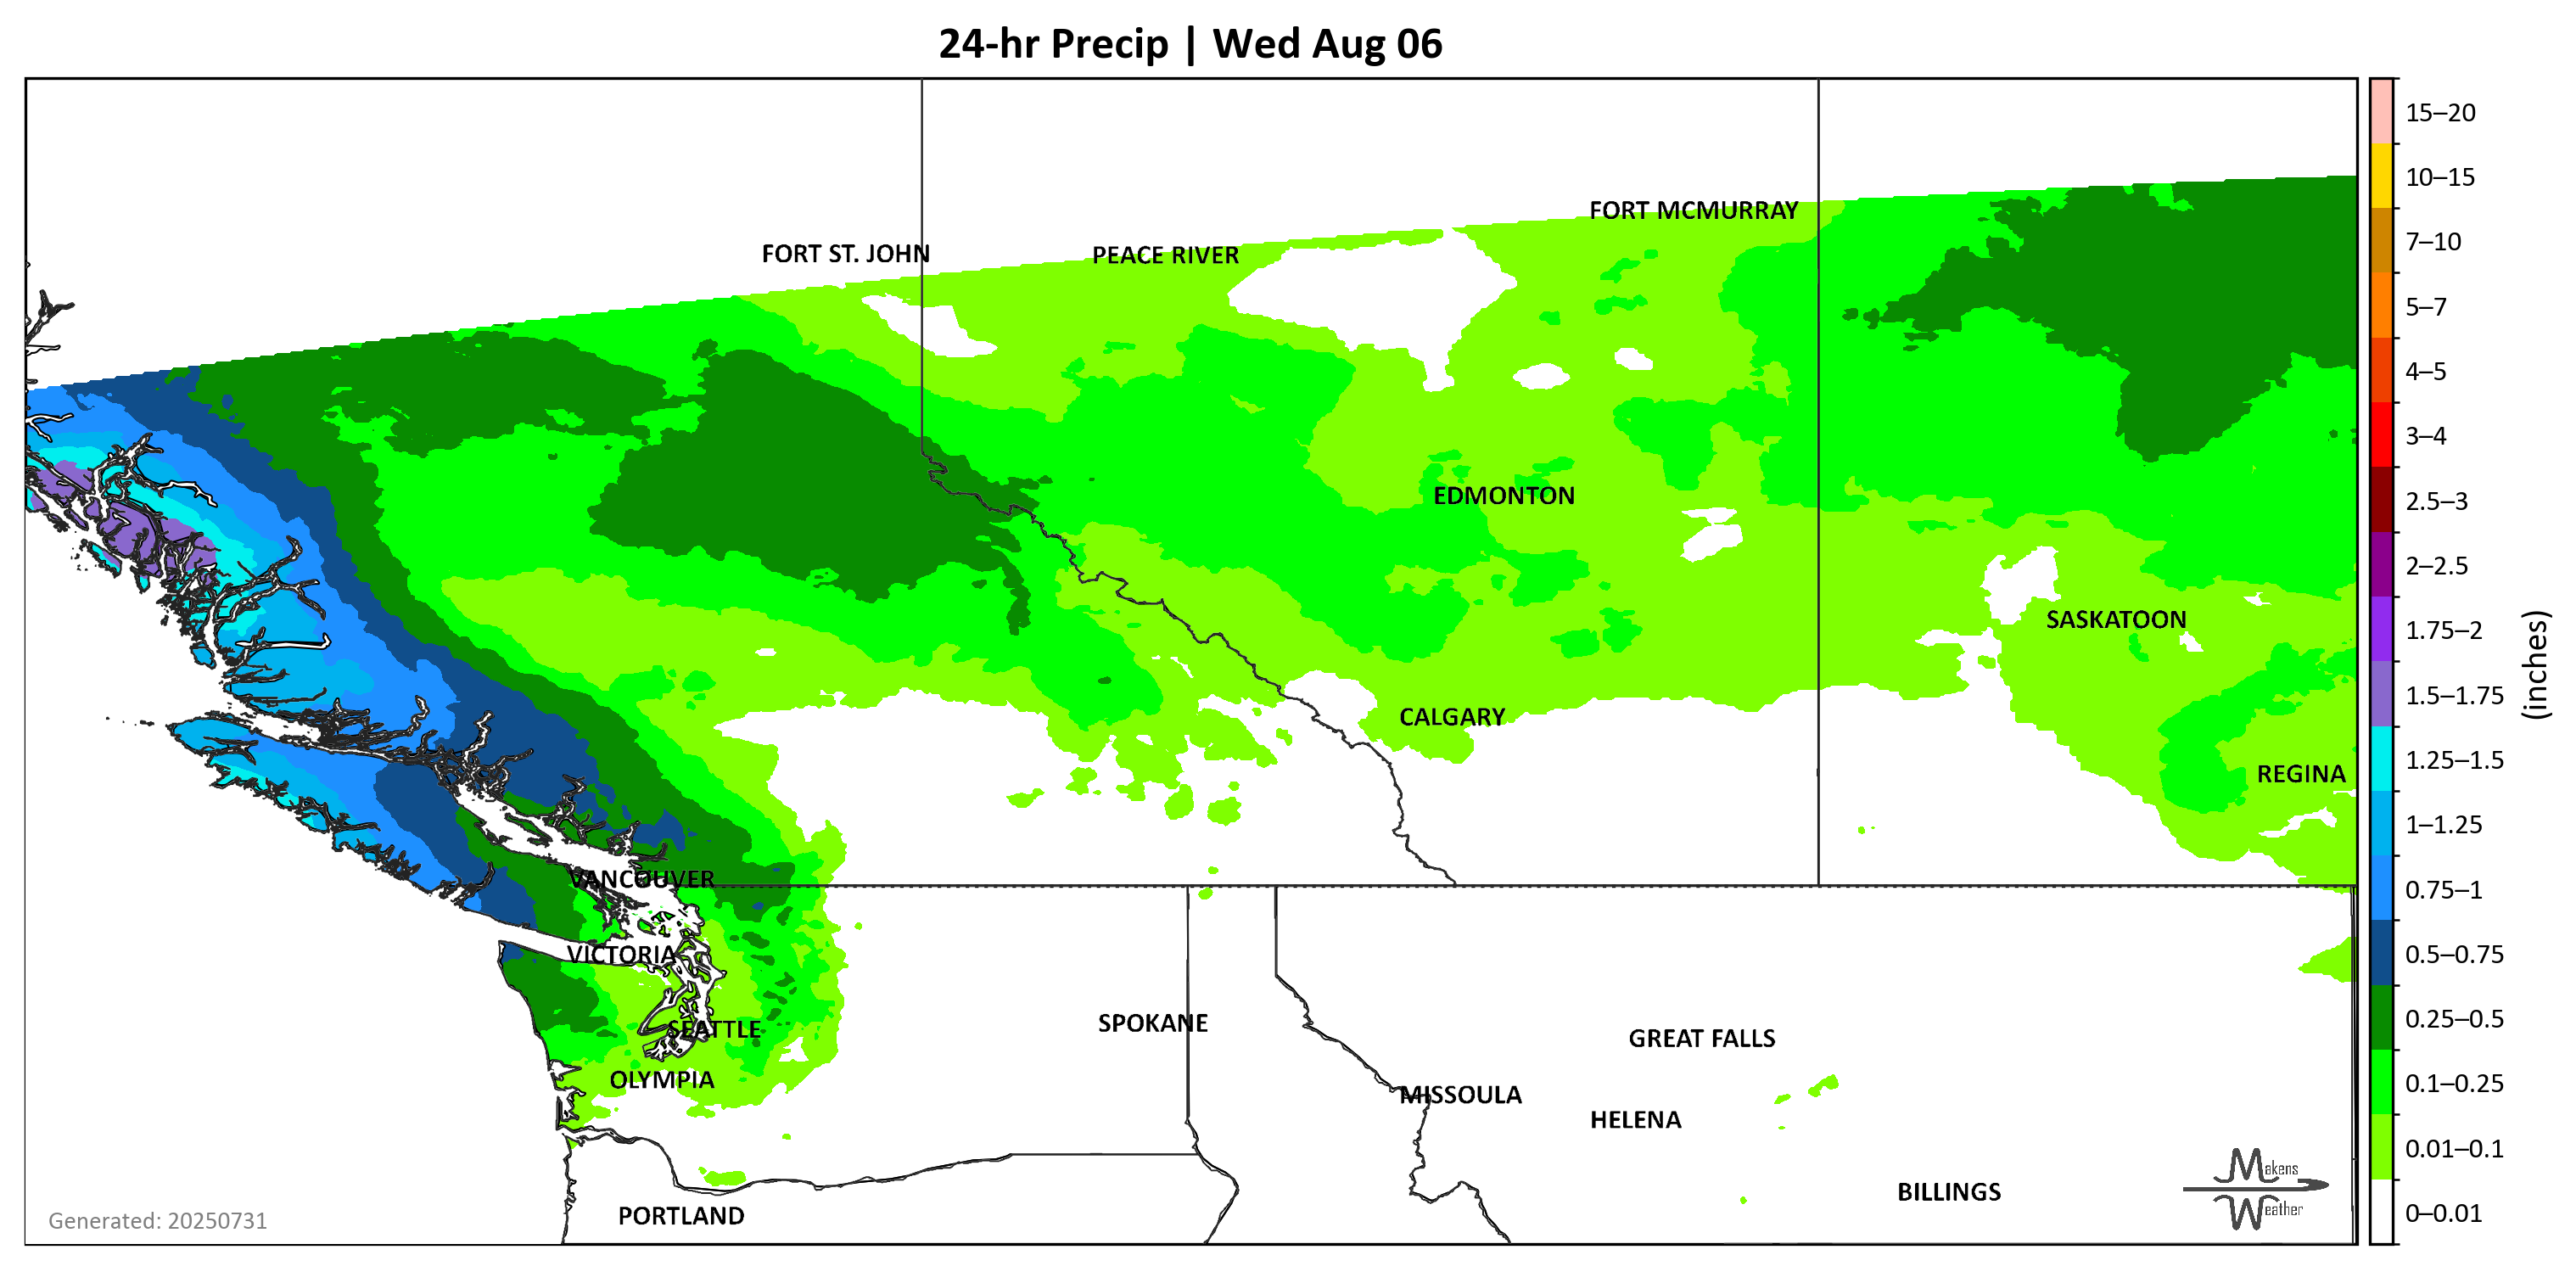 24-hr Precip | Wed Aug 06
15–20
10–15
FORT MCMURRAY
7–10
FORT ST. JOHN
PEACE RIVER
5–7
4–5
3–4
EDMONTON
2.5–3
2–2.5
SASKATOON
1.75–2
(inches)
1.5–1.75
CALGARY
1.25–1.5
REGINA
1–1.25
VANCOUVER
0.75–1
VICTORIA
0.5–0.75
SPOKANE
0.25–0.5
SEATTLE
GREAT FALLS
OLYMPIA
0.1–0.25
MISSOULA
HELENA
0.01–0.1
Makens
Weather
BILLINGS
0–0.01
PORTLAND
Generated: 20250731